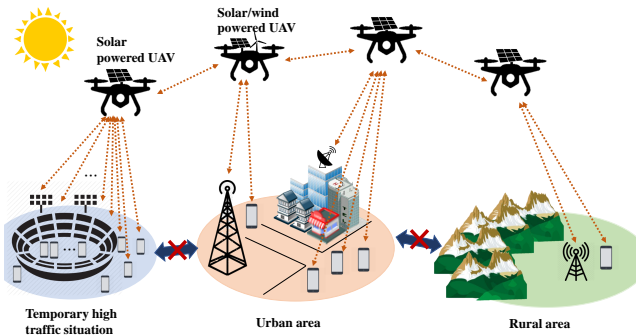 Solar
powered UAV
Solar/wind
powered UAV
...
...
Temporary high
traffic situation
Urban area
Rural area